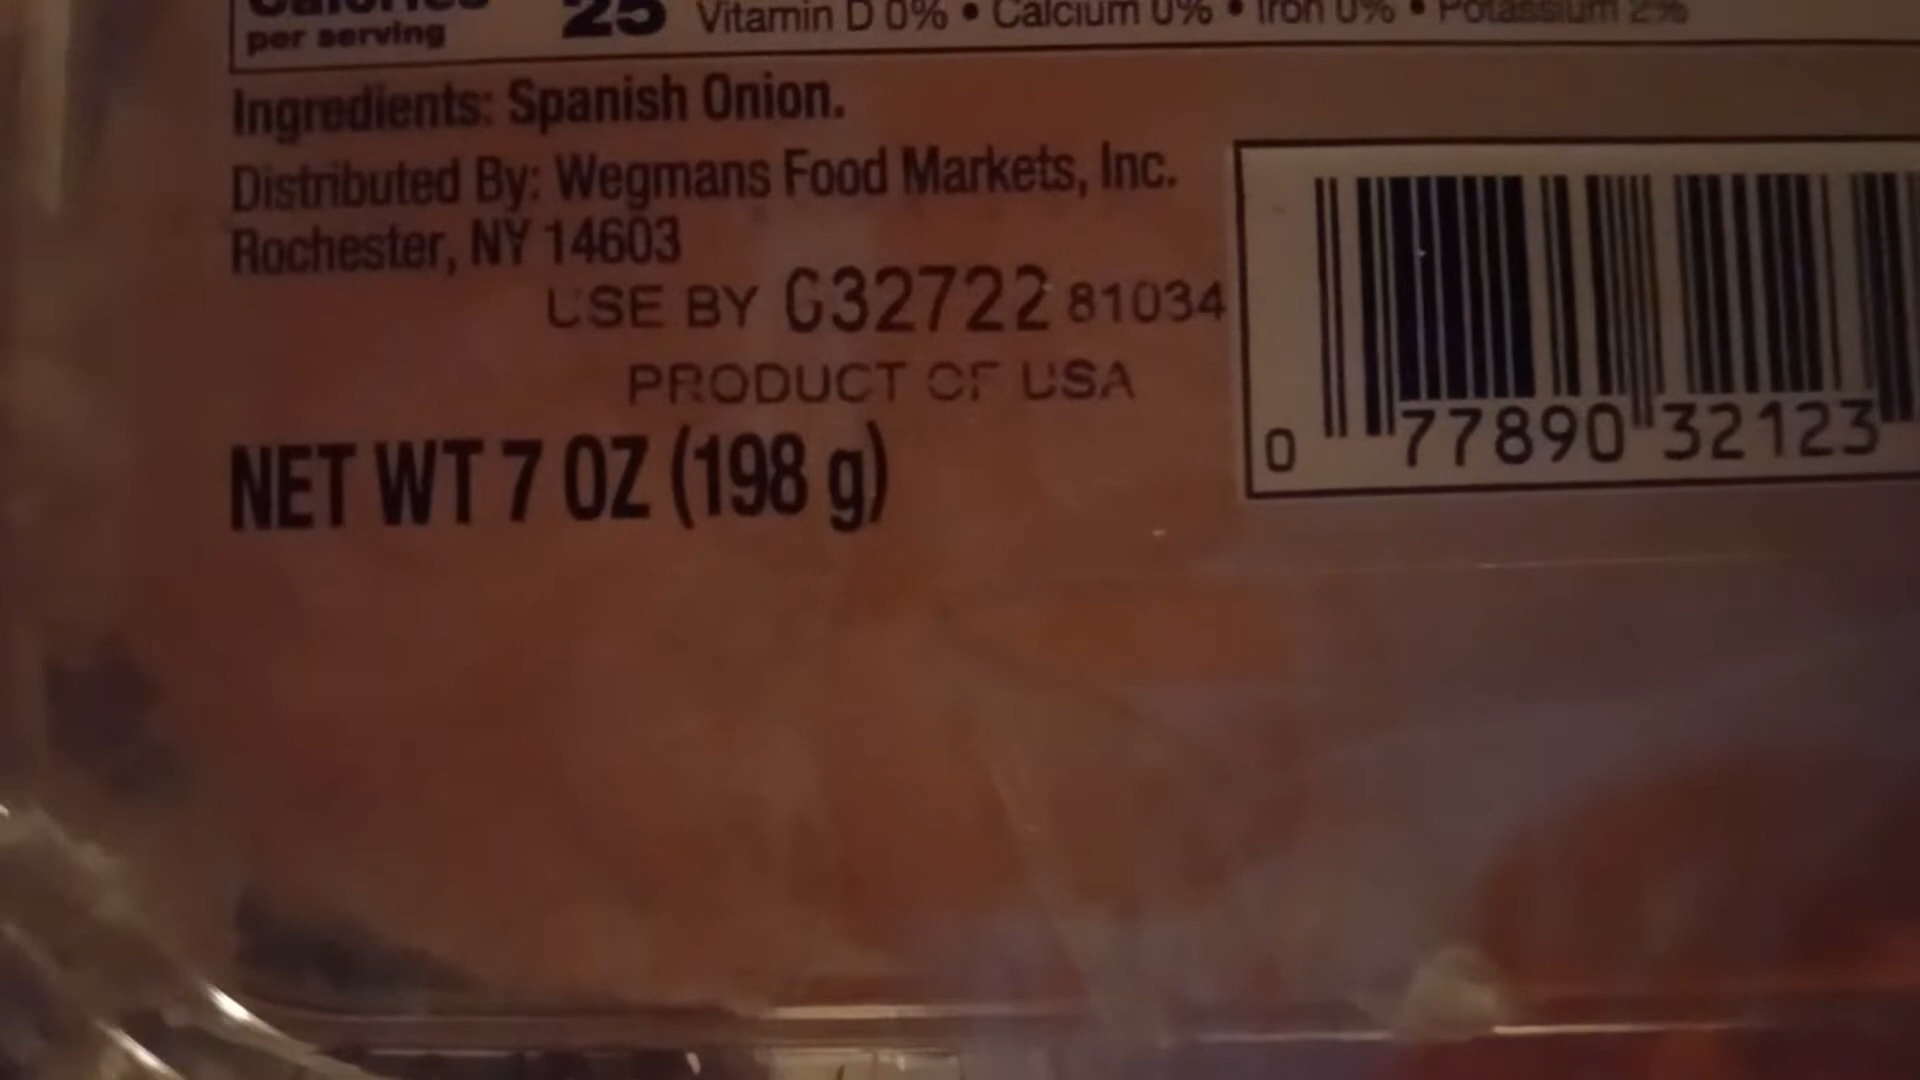 Calories 25 Vitamin D 0% • Calcium 0% • Iron 0% • Potassium 2%
per serving
Ingredients: Spanish Onion.
Distributed By: Wegmans Food Markets, Inc.
Rochester, NY 14603
USE BY 032722 81034
PRODUCT OF USA
NET WT 7 OZ (198 g)
0 77890 32123